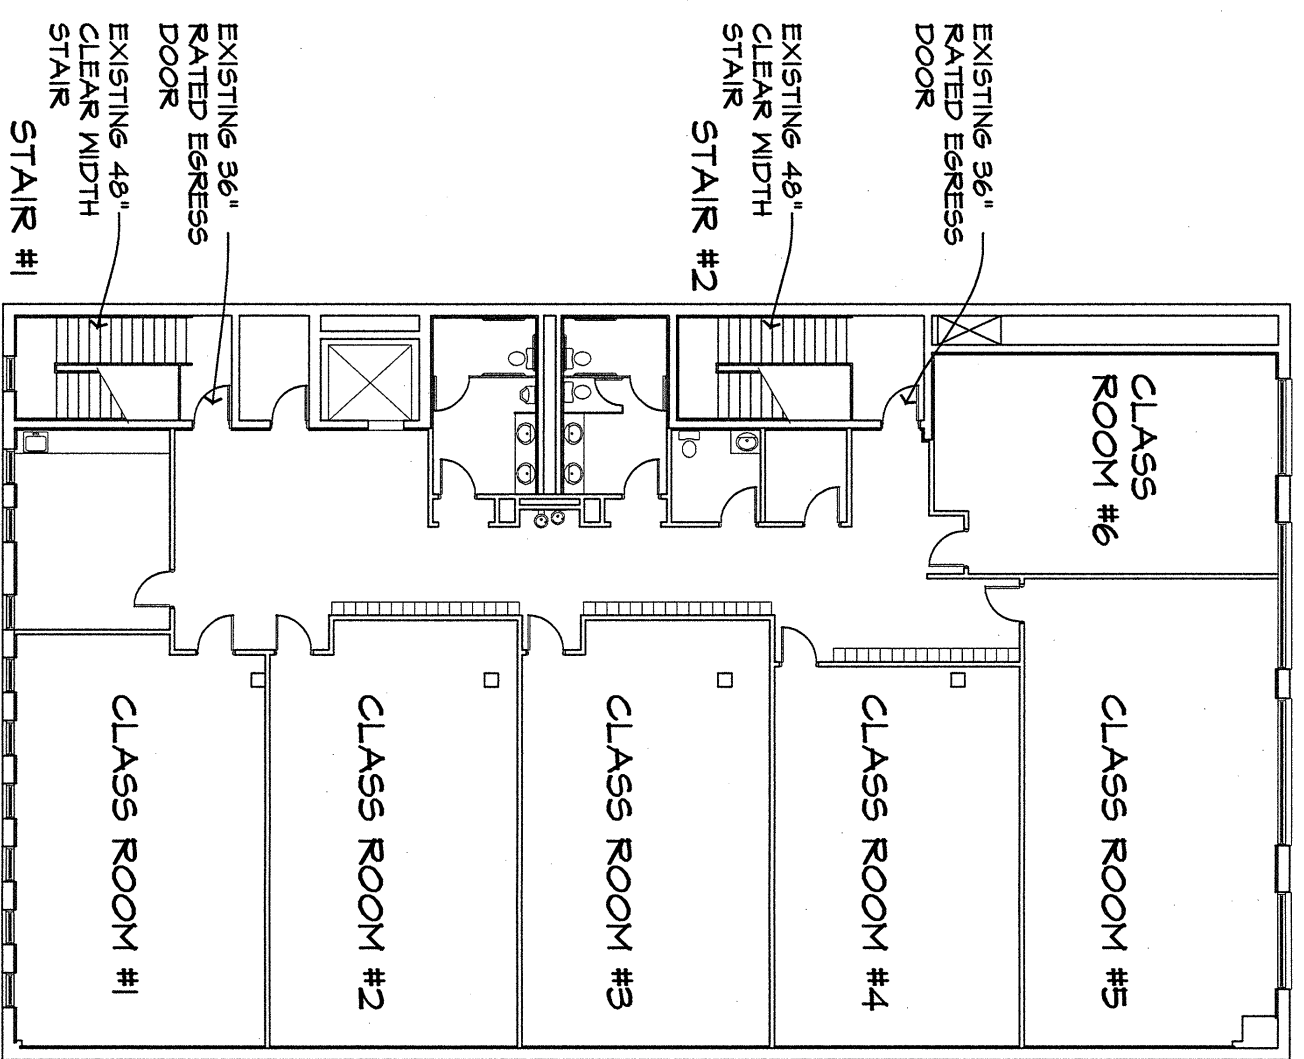 EXISTING 48"
CLEAR WIDTH
STAIR
STAIR #1
EXISTING 36"
RATED EGRESS
DOOR
EXISTING 48"
CLEAR WIDTH
STAIR
STAIR #2
EXISTING 36"
RATED EGRESS
DOOR
CLASS
ROOM #6
CLASS ROOM #1
CLASS ROOM #2
CLASS ROOM #3
CLASS ROOM #4
CLASS ROOM #5